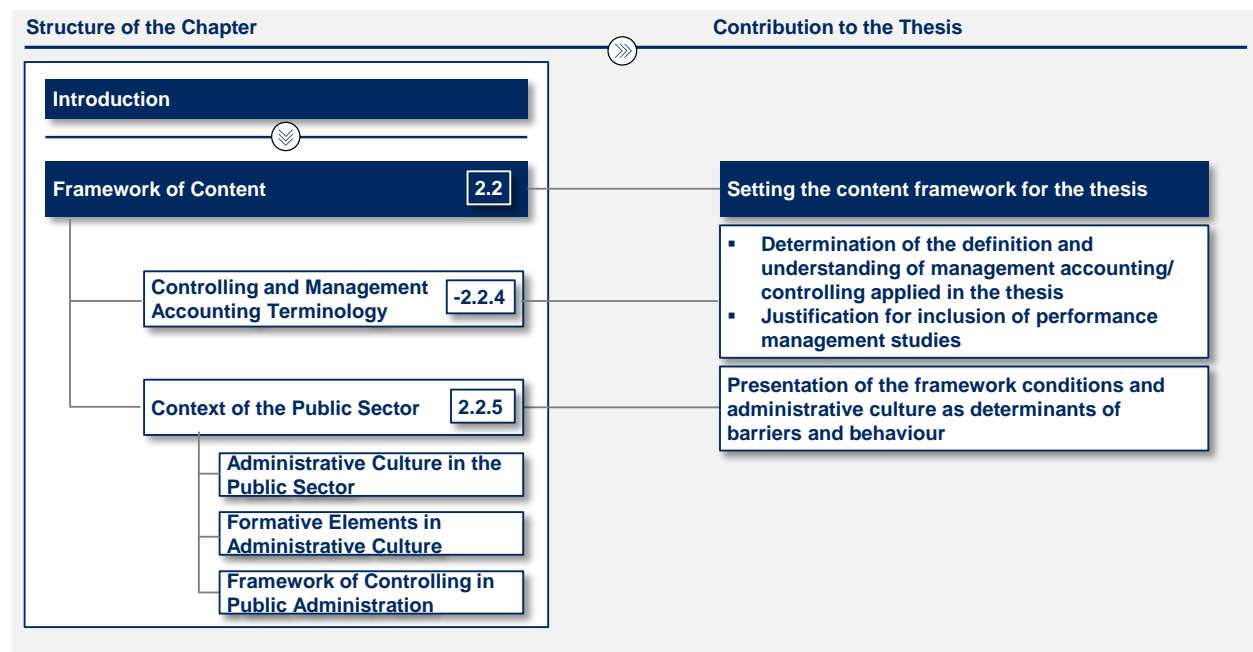 Structure of the Chapter
Contribution to the Thesis
Introduction
Framework of Content
2.2
Setting the content framework for the thesis
Controlling and Management
Accounting Terminology
-2.2.4
▪ Determination of the definition and
understanding of management accounting/
controlling applied in the thesis
▪ Justification for inclusion of performance
management studies
Context of the Public Sector
2.2.5
Presentation of the framework conditions and
administrative culture as determinants of
barriers and behaviour
Administrative Culture in the
Public Sector
Formative Elements in
Administrative Culture
Framework of Controlling in
Public Administration